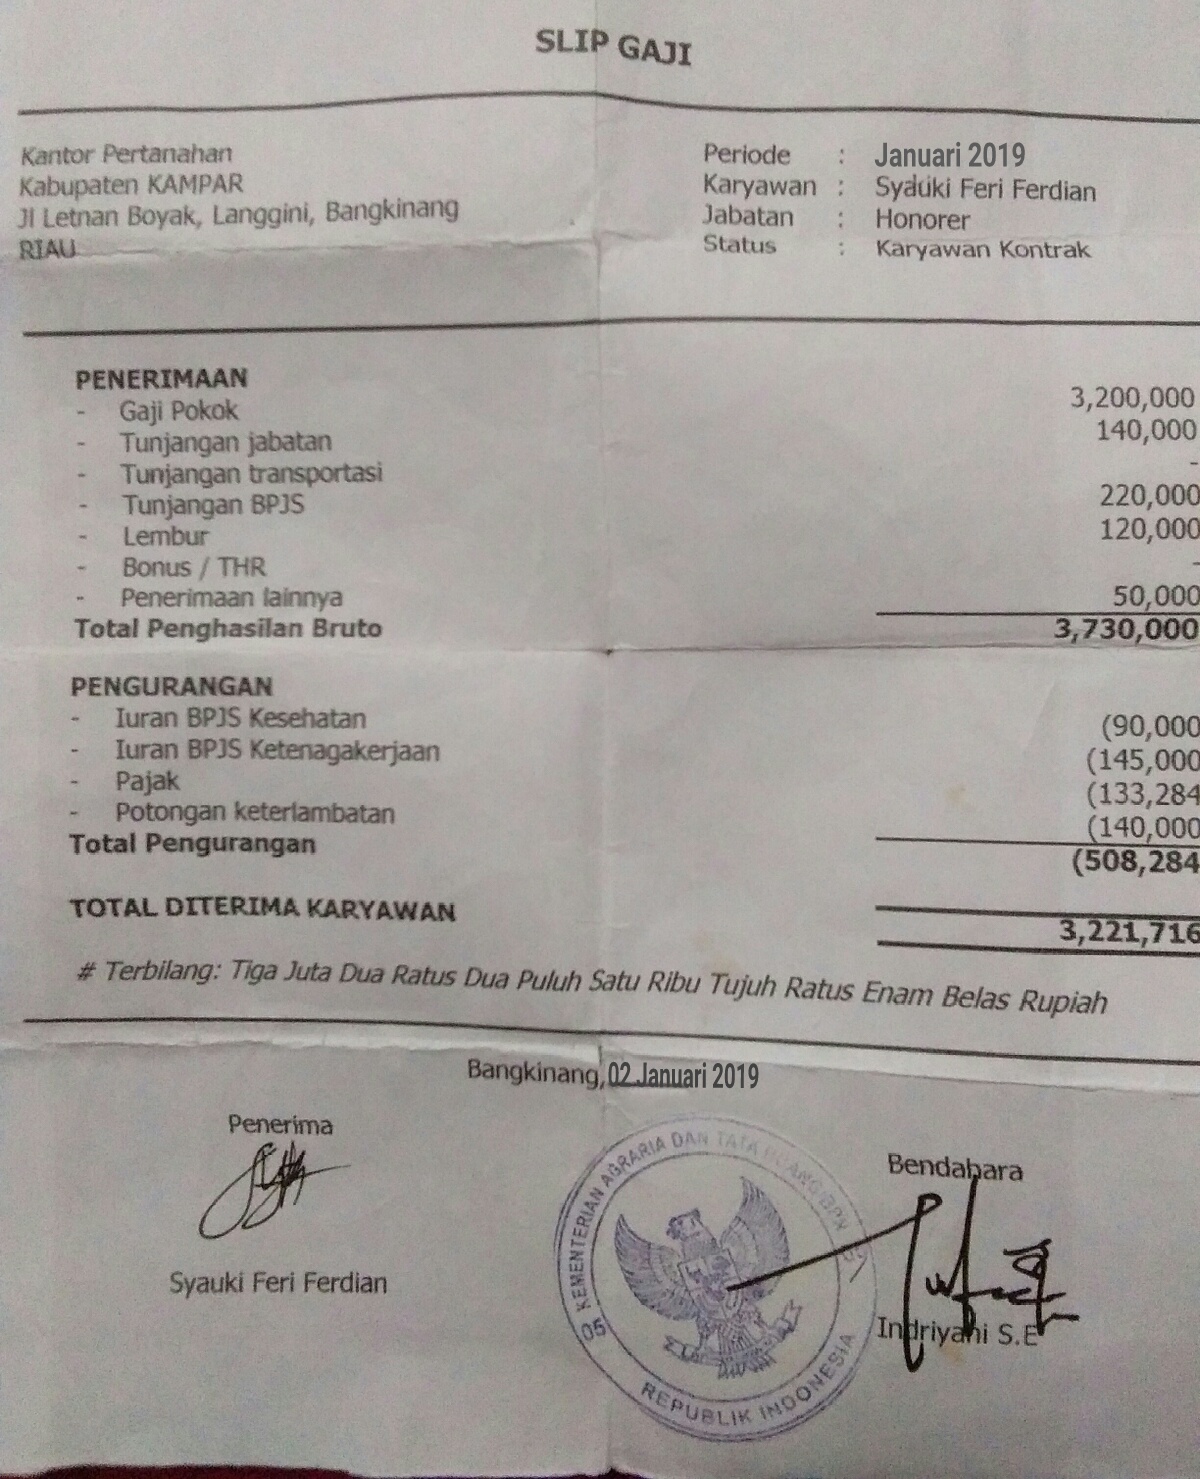 SLIP GAJI
Kantor Pertanahan
Kabupaten KAMPAR
Jl Letnan Boyak, Langgini, Bangkinang
RIAU
Periode : Januari 2019
Karyawan : Syauki Feri Ferdian
Jabatan : Honorer
Status : Karyawan Kontrak
PENERIMAAN
- Gaji Pokok 3,200,000
- Tunjangan jabatan 140,000
- Tunjangan transportasi -
- Tunjangan BPJS 220,000
- Lembur 120,000
- Bonus / THR -
- Penerimaan lainnya 50,000
Total Penghasilan Bruto 3,730,000
PENGURANGAN
- Iuran BPJS Kesehatan (90,000
- Iuran BPJS Ketenagakerjaan (145,000
- Pajak (133,284
- Potongan keterlambatan (140,000
Total Pengurangan (508,284
TOTAL DITERIMA KARYAWAN 3,221,716
# Terbilang: Tiga Juta Dua Ratus Dua Puluh Satu Ribu Tujuh Ratus Enam Belas Rupiah
Bangkinang, 02 Januari 2019
Penerima
Syauki Feri Ferdian
KEMENTERIAN AGRARIA DAN TATA RUANG/BPN
05
REPUBLIK INDONESIA
Bendahara
Indriyani S.E